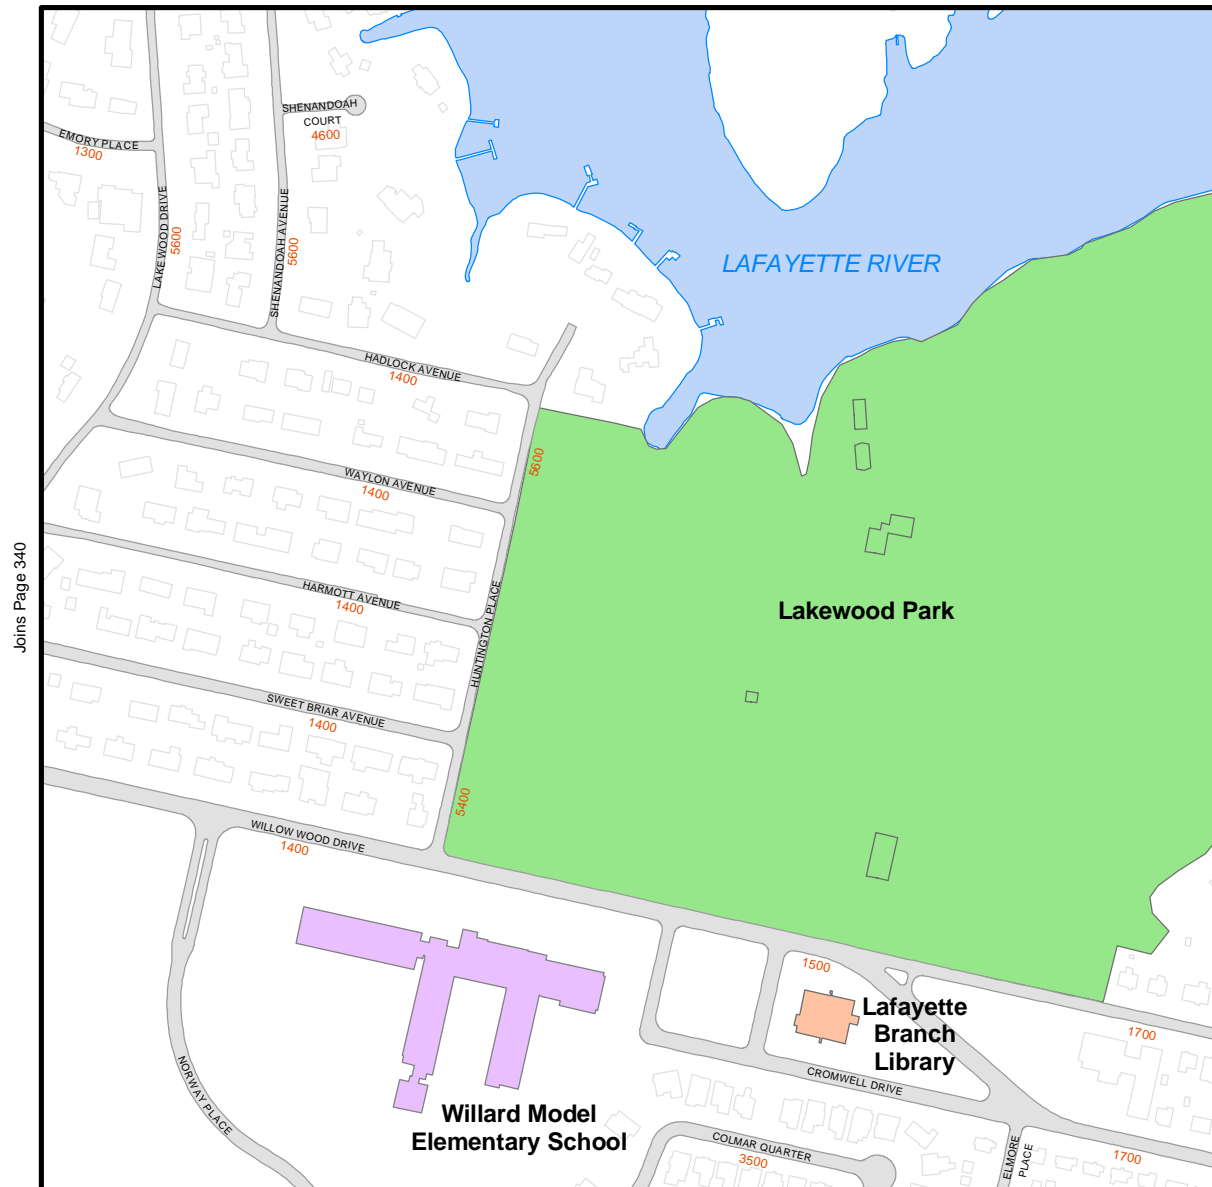 SHENANDOAH
COURT
4600
EMORY PLACE
1300
LAKEWOOD DRIVE
5600
SHENANDOAH AVENUE
5600
LAFAYETTE RIVER
HADLOCK AVENUE
1400
WAYLON AVENUE
1400
5600
Joins Page 340
HARMOTT AVENUE
1400
HUNTINGTON PLACE
Lakewood Park
SWEET BRIAR AVENUE
1400
5400
WILLOW WOOD DRIVE
1400
1500
Lafayette
Branch
Library
1700
CROMWELL DRIVE
NORWAY PLACE
Willard Model
Elementary School
COLMAR QUARTER
3500
ELMORE
PLACE
1700